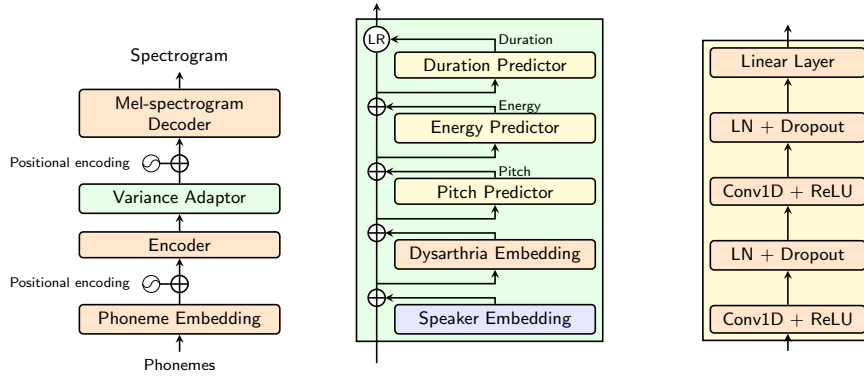 Spectrogram
Mel-spectrogram
Decoder
Positional encoding
Variance Adaptor
Encoder
Positional encoding
Phoneme Embedding
Phonemes
LR
Duration
Duration Predictor
Energy
Energy Predictor
Pitch
Pitch Predictor
Dysarthria Embedding
Speaker Embedding
Linear Layer
LN + Dropout
Conv1D + ReLU
LN + Dropout
Conv1D + ReLU